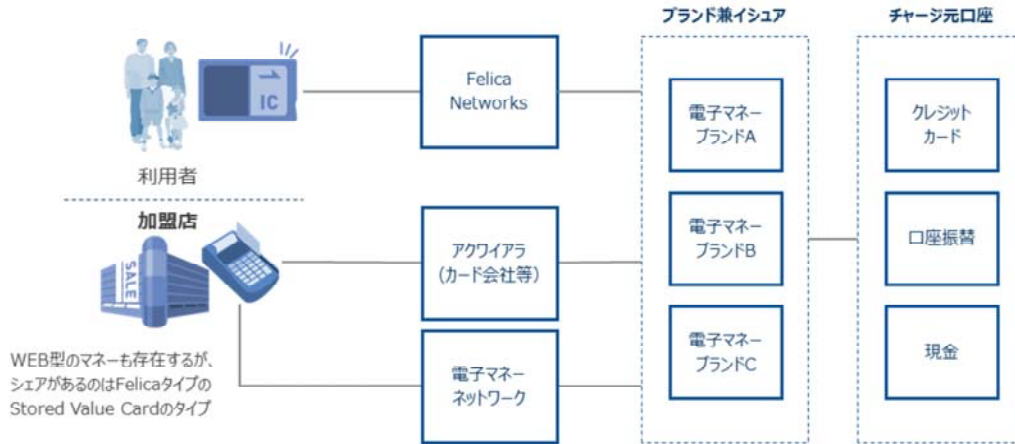 ブランド兼イシュア
チャージ元口座
IC
Felica
Networks
電子マネー
ブランドA
クレジット
カード
利用者
加盟店
SALE
アクワイアラ
(カード会社等)
電子マネー
ブランドB
口座振替
WEB型のマネーも存在するが、
シェアがあるのはFelicaタイプの
Stored Value Cardのタイプ
電子マネー
ネットワーク
電子マネー
ブランドC
現金